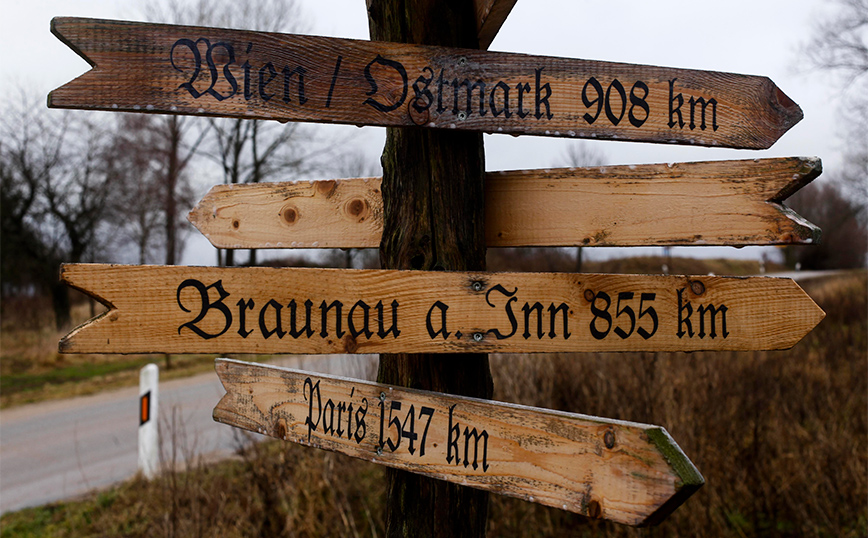 Wien / Ostmark 908 km
Braunau a. Inn 855 km
Paris 1547 km